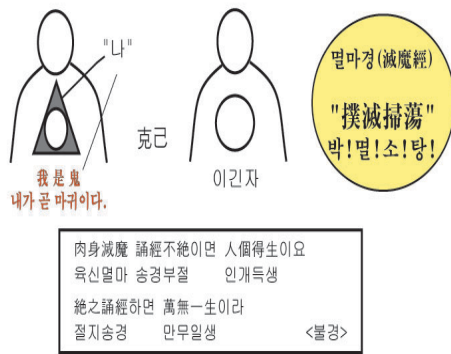 "나"
我是鬼
내가 곧 마귀이다.
克己
이긴자
멸마경(滅魔經)
"撲滅掃蕩"
박!멸!소!탕!
肉身滅魔 誦經不絶이면 人個得生이요
육신멸마 송경부절 인개득생
絶之誦經하면 萬無一生이라
절지송경 만무일생 <불경>